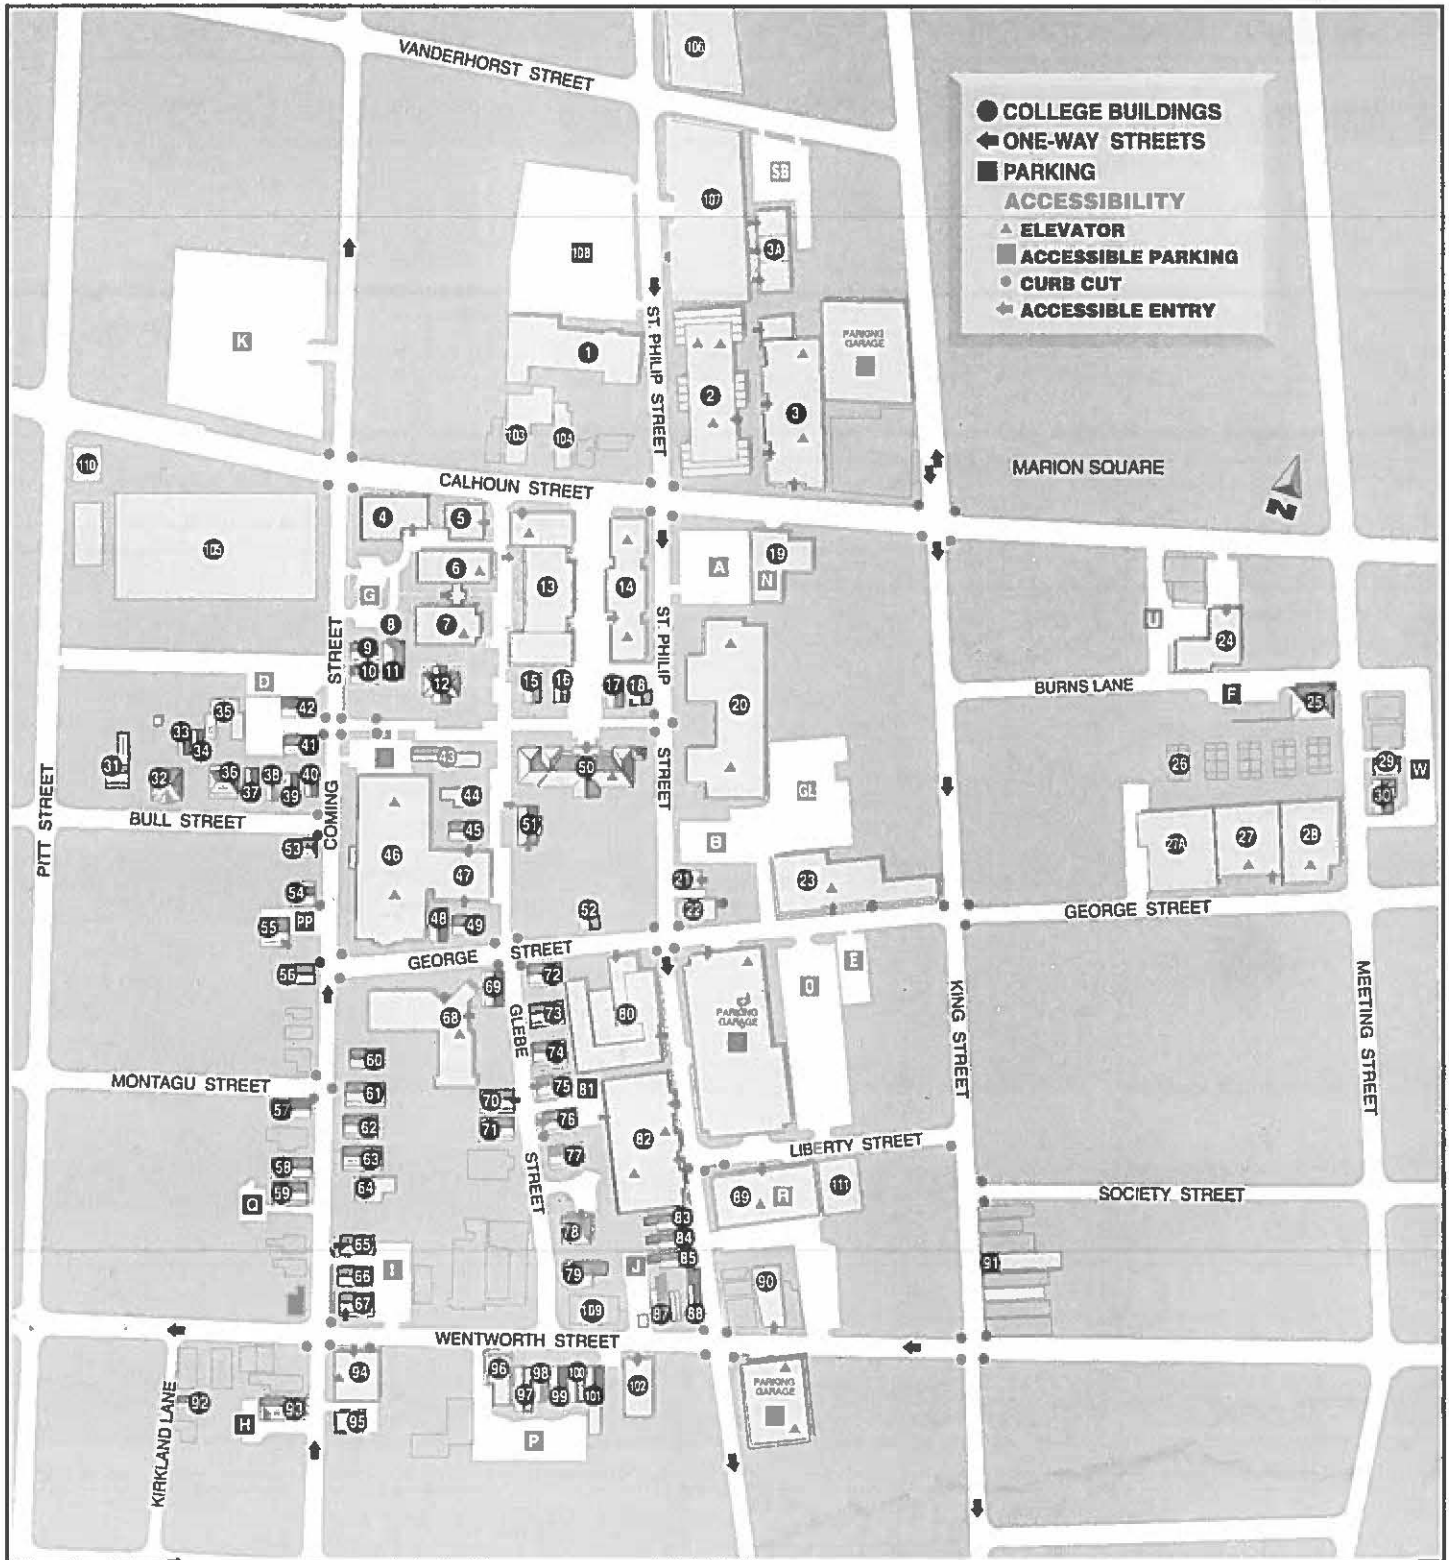 VANDERHORST STREET
106
COLLEGE BUILDINGS
ONE-WAY STREETS
PARKING
ACCESSIBILITY
ELEVATOR
ACCESSIBLE PARKING
CURB CUT
ACCESSIBLE ENTRY
SB
107
3A
108
ST. PHILIP STREET
K
1
PARKING
GARAGE
2
3
103
104
110
CALHOUN STREET
MARION SQUARE
N
4
5
105
6
13
14
A
19
N
G
8
7
9
10
11
12
15
16
17
18
STREET
ST. PHILIP
20
U
24
BURNS LANE
F
25
D
42
35
33
34
41
43
50
31
32
36
37
38
39
40
STREET
26
29
W
30
GL
44
45
51
B
PITT STREET
BULL STREET
COMING
53
46
47
27A
27
28
54
PP
55
48
49
52
21
22
23
GEORGE STREET
56
GEORGE STREET
69
72
GLEBE
73
68
80
PARKING
GARAGE
O
E
KING STREET
MEETING STREET
60
74
MONTAGU STREET
61
70
75
81
57
62
71
76
82
LIBERTY STREET
63
77
58
59
64
Q
STREET
89
R
111
SOCIETY STREET
83
84
85
78
65
66
67
I
79
J
90
91
109
87
88
WENTWORTH STREET
94
96
98
100
97
99
101
102
PARKING
GARAGE
KIRKLAND LANE
92
93
H
95
P